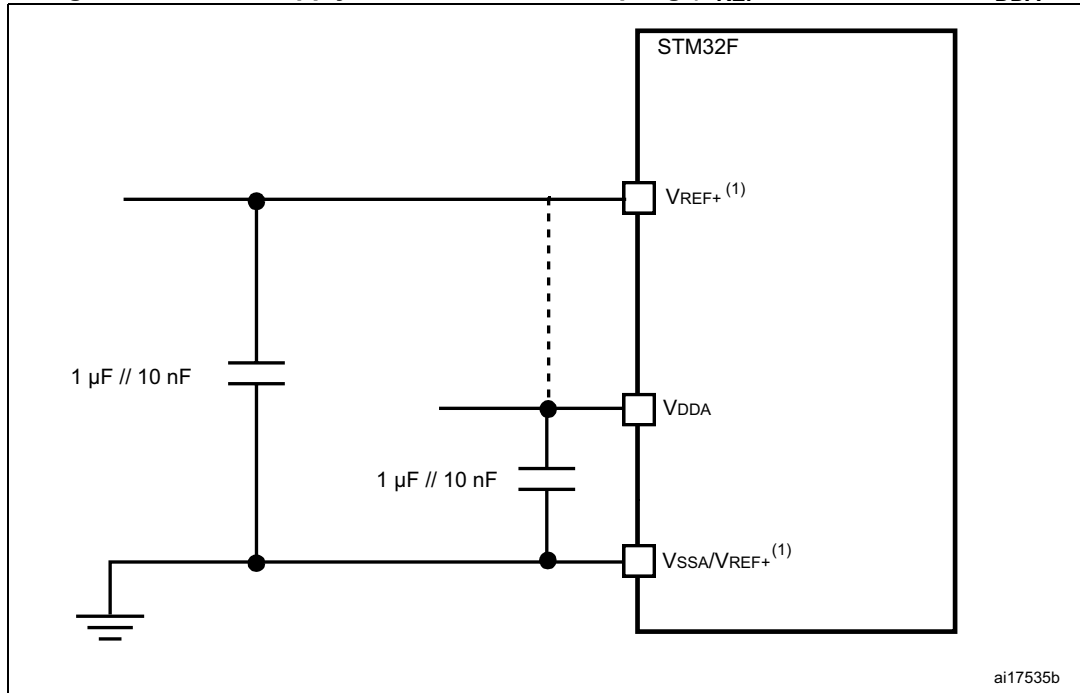 STM32F
VREF+ (1)
1 µF // 10 nF
VDDA
1 µF // 10 nF
VSSA/VREF+ (1)
ai17535b